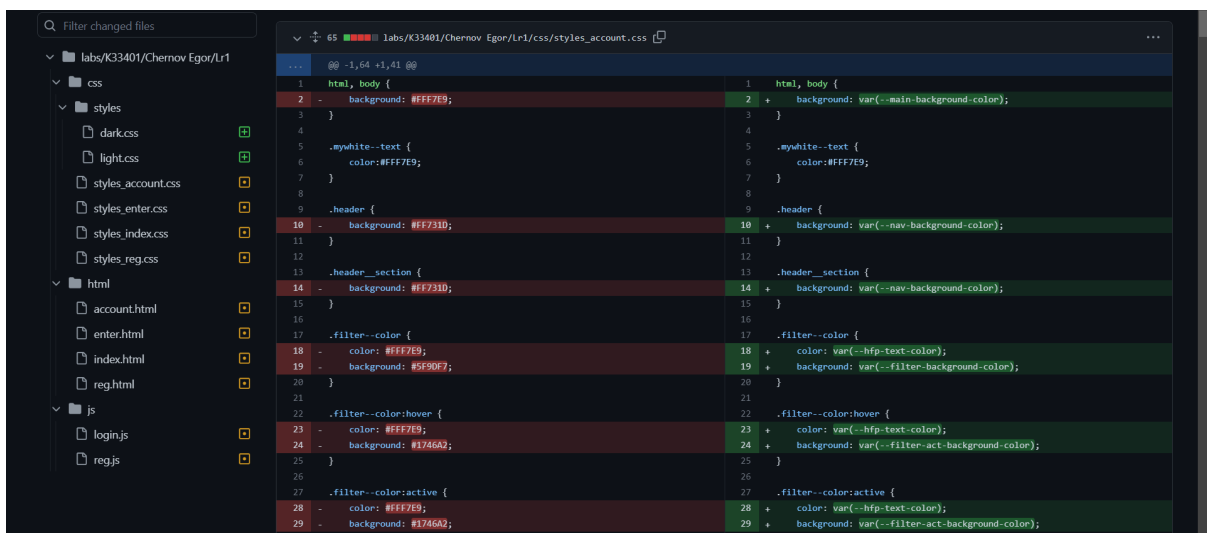 Filter changed files
labs/K33401/Chernov Egor/Lr1
css
styles
dark.css
light.css
styles_account.css
styles_enter.css
styles_index.css
styles_reg.css
html
account.html
enter.html
index.html
reg.html
js
login.js
reg.js
65 labs/K33401/Chernov Egor/Lr1/css/styles_account.css ...
... @@ -1,64 +1,41 @@
1 html, body {
2 - background: #FFF7E9;
3 }
4
5 .mywhite--text {
6 color:#FFF7E9;
7 }
8
9 .header {
10 - background: #FF731D;
11 }
12
13 .header__section {
14 - background: #FF731D;
15 }
16
17 .filter--color {
18 - color: #FFF7E9;
19 - background: #5F9DF7;
20 }
21
22 .filter--color:hover {
23 - color: #FFF7E9;
24 - background: #1746A2;
25 }
26
27 .filter--color:active {
28 - color: #FFF7E9;
29 - background: #1746A2;
1 html, body {
2 + background: var(--main-background-color);
3 }
4
5 .mywhite--text {
6 color:#FFF7E9;
7 }
8
9 .header {
10 + background: var(--nav-background-color);
11 }
12
13 .header__section {
14 + background: var(--nav-background-color);
15 }
16
17 .filter--color {
18 + color: var(--hfp-text-color);
19 + background: var(--filter-background-color);
20 }
21
22 .filter--color:hover {
23 + color: var(--hfp-text-color);
24 + background: var(--filter-act-background-color);
25 }
26
27 .filter--color:active {
28 + color: var(--hfp-text-color);
29 + background: var(--filter-act-background-color);